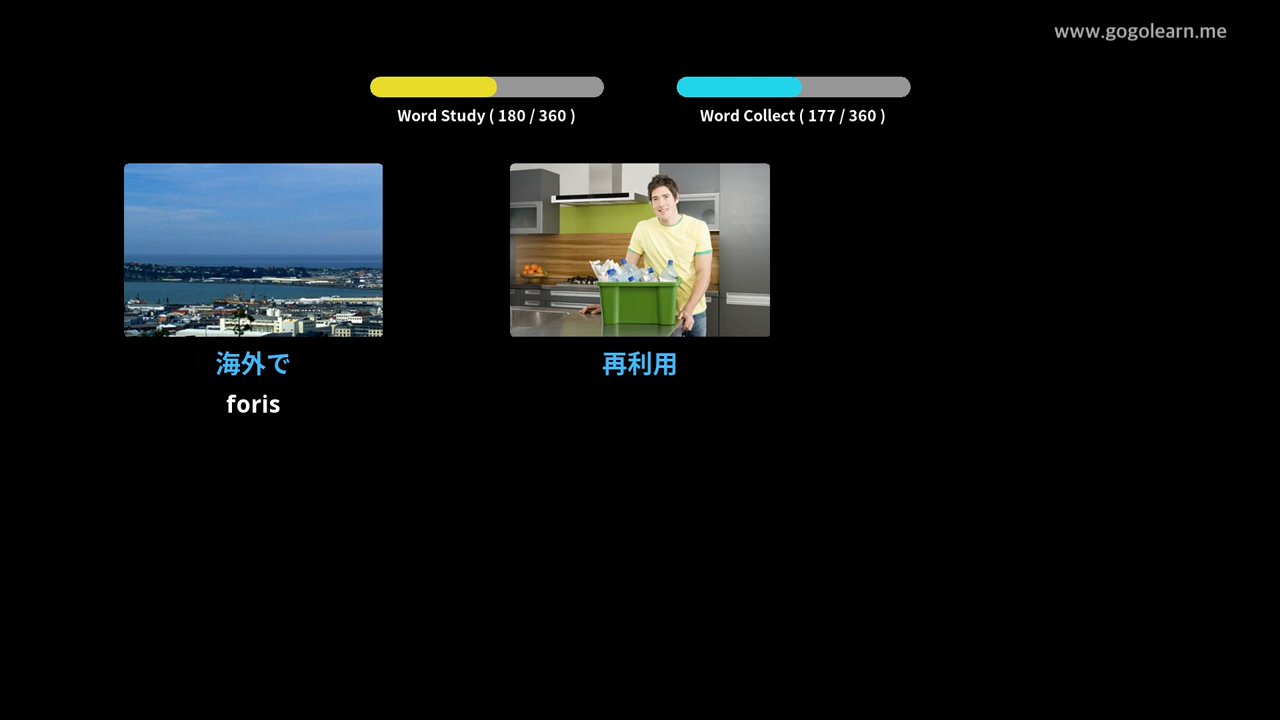 www.gogolearn.me
Word Study ( 180 / 360 )
Word Collect ( 177 / 360 )
海外で
再利用
foris